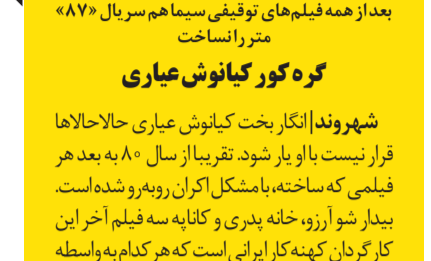 بعد از همه فیلم‌های توقیفی سیما هم سریال «۸۷»
متر را نساخت
گره کور کیانوش عیاری
شهروند| انگار بخت کیانوش عیاری حالاحالاها
قرار نیست با او یار شود. تقریبا از سال ۸۰ به بعد هر
فیلمی که ساخته، با مشکل اکران روبه‌رو شده است.
بیدار شو آرزو، خانه پدری و کاناپه سه فیلم آخر این
کارگردان کهنه‌کار ایرانی است که هر کدام به واسطه